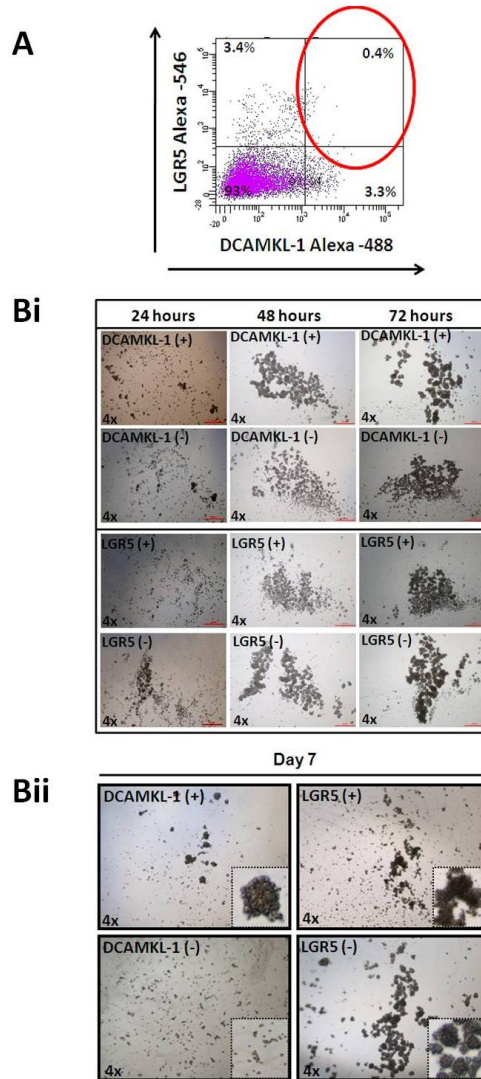 A
3.4%
0.4%
LGR5 Alexa -546
93%
3.3%
DCAMKL-1 Alexa -488
Bi
24 hours
48 hours
72 hours
DCAMKL-1 (+)
DCAMKL-1 (+)
DCAMKL-1 (+)
4x
4x
4x
DCAMKL-1 (-)
DCAMKL-1 (-)
DCAMKL-1 (-)
4x
4x
4x
LGR5 (+)
LGR5 (+)
LGR5 (+)
4x
4x
4x
LGR5 (-)
LGR5 (-)
LGR5 (-)
4x
4x
4x
Bii
Day 7
DCAMKL-1 (+)
LGR5 (+)
4x
4x
DCAMKL-1 (-)
LGR5 (-)
4x
4x